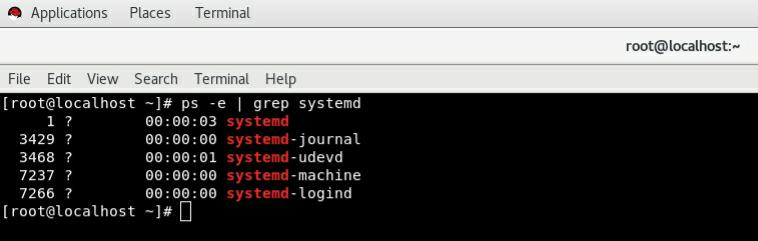 Applications Places Terminal
root@localhost:~
File Edit View Search Terminal Help
[root@localhost ~]# ps -e | grep systemd
    1 ?        00:00:03 systemd
 3429 ?        00:00:00 systemd-journal
 3468 ?        00:00:01 systemd-udevd
 7237 ?        00:00:00 systemd-machine
 7266 ?        00:00:00 systemd-logind
[root@localhost ~]#